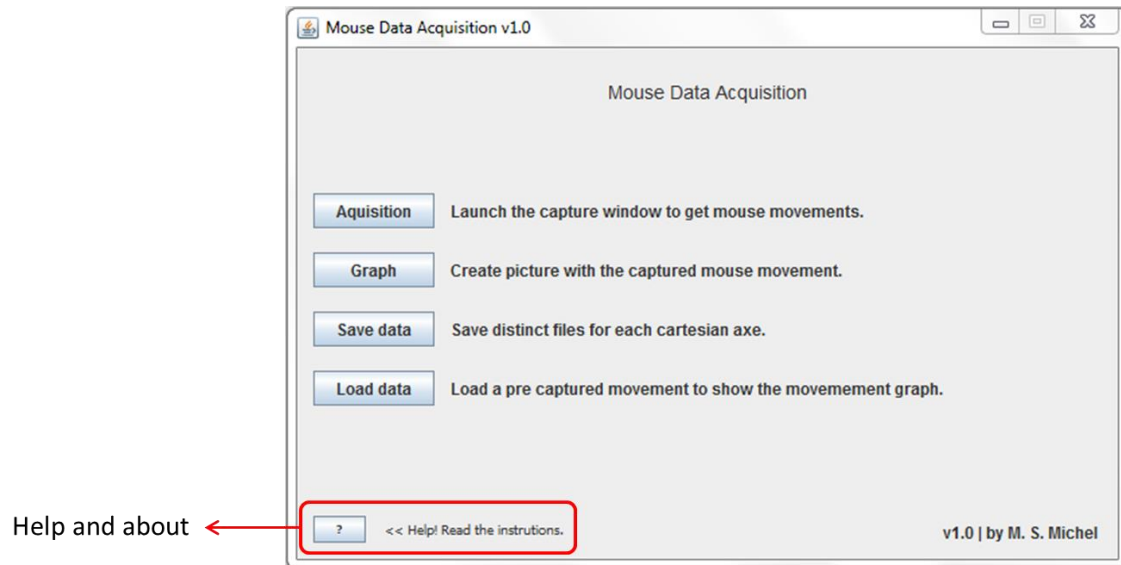 Mouse Data Acquisition v1.0
Mouse Data Acquisition
Aquisition Launch the capture window to get mouse movements.
Graph Create picture with the captured mouse movement.
Save data Save distinct files for each cartesian axe.
Load data Load a pre captured movement to show the movemement graph.
Help and about ? << Help! Read the instrutions. v1.0 | by M. S. Michel